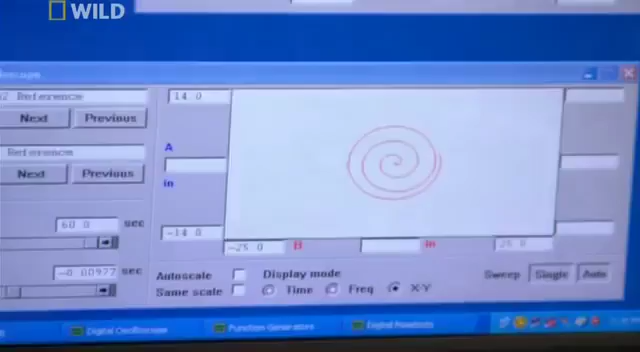 WILD
Reference
14.0
Next Previous
A
Reference
in
Next Previous
60.0 sec
-14.0
-25.0 B in 25.0
-0.00977 sec
Autoscale Display mode Sweep Single Auto
Same scale Time Freq X-Y
Digital Oscilloscope Function Generators Digital